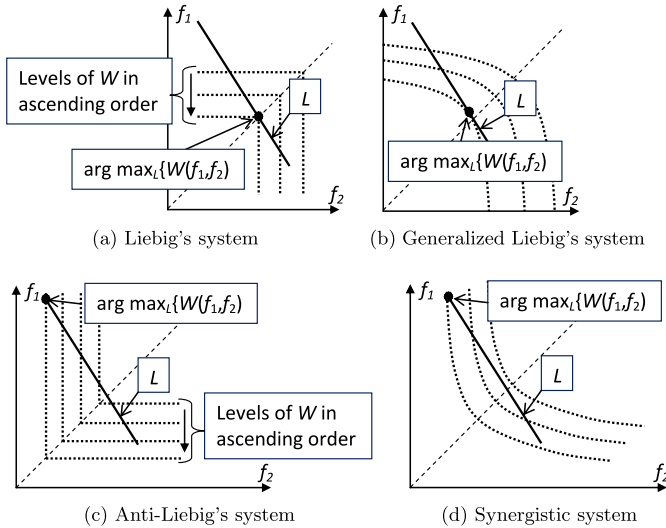 f1
Levels of W in
ascending order
L
arg maxL{W(f1,f2)
f2
(a) Liebig's system
f1
L
arg maxL{W(f1,f2)
f2
(b) Generalized Liebig's system
f1
arg maxL{W(f1,f2)
L
Levels of W in
ascending order
f2
(c) Anti-Liebig's system
f1
arg maxL{W(f1,f2)
L
f2
(d) Synergistic system